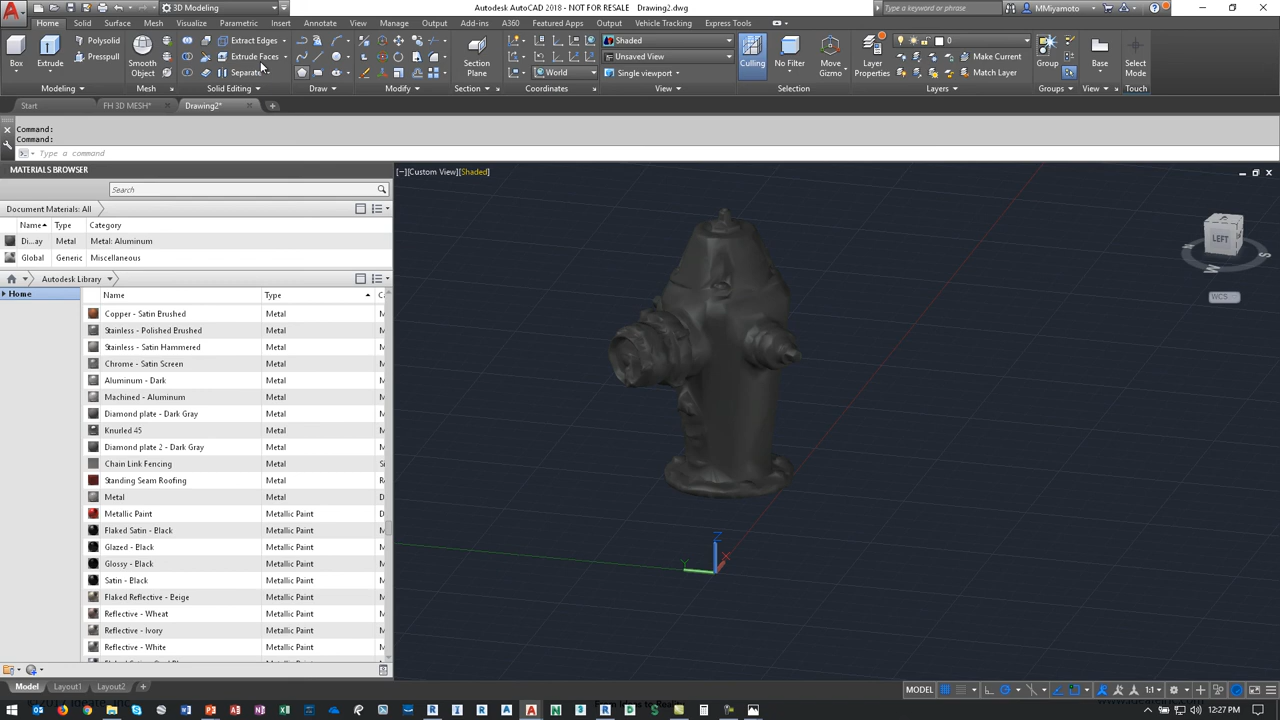 3D Modeling
Autodesk AutoCAD 2018 - NOT FOR RESALE   Drawing2.dwg
Type a keyword or phrase
MMiyamoto
Home Solid Surface Mesh Visualize Parametric Insert Annotate View Manage Output Add-ins A360 Featured Apps Output Vehicle Tracking Express Tools
Polysolid
Presspull
Box
Extrude
Smooth
Object
Extract Edges
Extrude Faces
Separate
Section
Plane
World
Shaded
Unsaved View
Single viewport
Culling
No Filter
Move
Gizmo
Layer
Properties
0
Make Current
Match Layer
Group
Base
Select
Mode
Modeling Mesh Solid Editing Draw Modify Coordinates View Selection Layers Groups View Touch
Start FH 3D MESH* Drawing2*
Command:
Command:
Type a command
MATERIALS BROWSER
Search
Document Materials: All
Name Type Category
Di...ay Metal Metal: Aluminum
Global Generic Miscellaneous
Autodesk Library
Home
Name Type
Copper - Satin Brushed Metal
Stainless - Polished Brushed Metal
Stainless - Satin Hammered Metal
Chrome - Satin Screen Metal
Aluminum - Dark Metal
Machined - Aluminum Metal
Diamond plate - Dark Gray Metal
Knurled 45 Metal
Diamond plate 2 - Dark Gray Metal
Chain Link Fencing Metal
Standing Seam Roofing Metal
Metal Metal
Metallic Paint Metallic Paint
Flaked Satin - Black Metallic Paint
Glazed - Black Metallic Paint
Glossy - Black Metallic Paint
Satin - Black Metallic Paint
Flaked Reflective - Beige Metallic Paint
Reflective - Wheat Metallic Paint
Reflective - Ivory Metallic Paint
Reflective - White Metallic Paint
[−][Custom View][Shaded]
LEFT
S
W
WCS
Z
Y
X
Model Layout1 Layout2
MODEL
1:1
12:27 PM